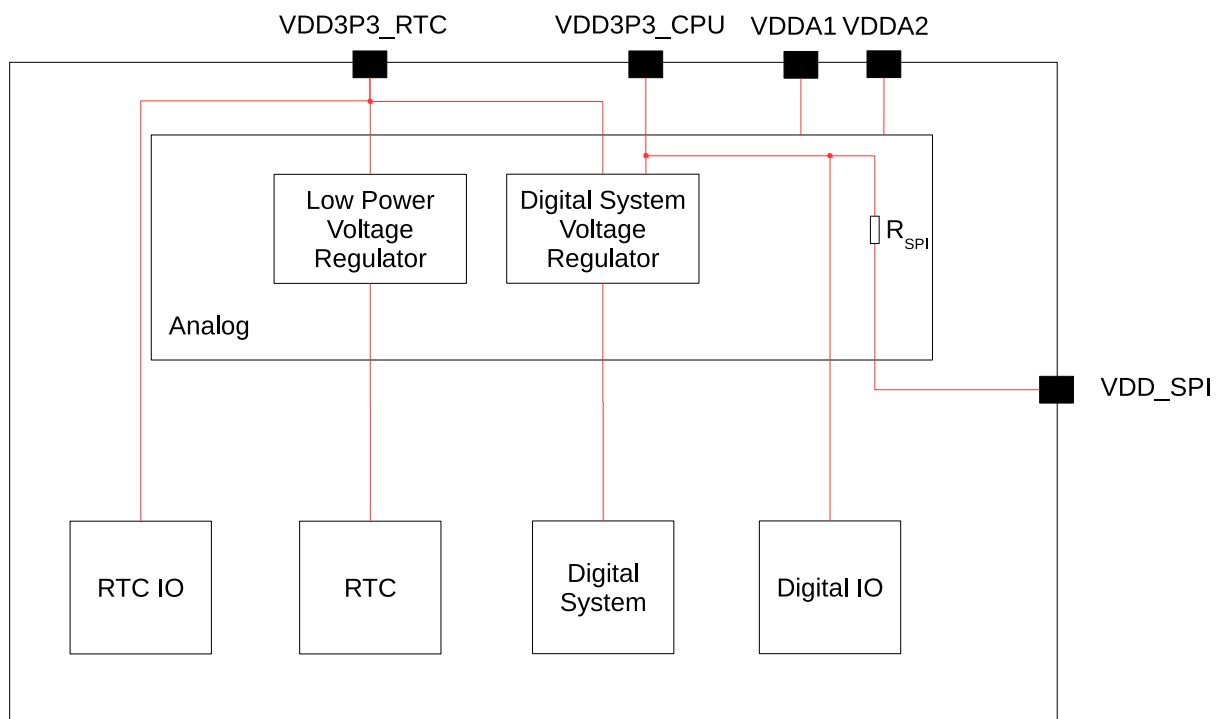 VDD3P3_RTC
VDD3P3_CPU
VDDA1
VDDA2
Low Power
Voltage
Regulator
Digital System
Voltage
Regulator
RSPI
Analog
VDD_SPI
RTC IO
RTC
Digital
System
Digital IO